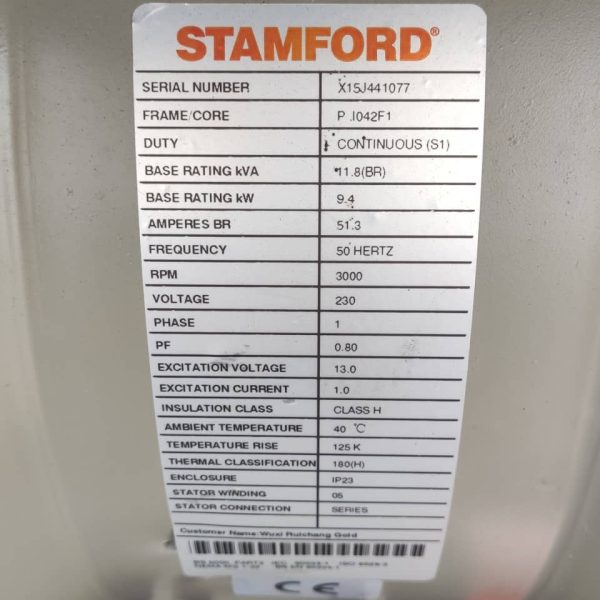 STAMFORD®
SERIAL NUMBER X15J441077
FRAME/CORE P .I042F1
DUTY CONTINUOUS (S1)
BASE RATING kVA 11.8(BR)
BASE RATING kW 9.4
AMPERES BR 51.3
FREQUENCY 50 HERTZ
RPM 3000
VOLTAGE 230
PHASE 1
PF 0.80
EXCITATION VOLTAGE 13.0
EXCITATION CURRENT 1.0
INSULATION CLASS CLASS H
AMBIENT TEMPERATURE 40 ℃
TEMPERATURE RISE 125 K
THERMAL CLASSIFICATION 180(H)
ENCLOSURE IP23
STATOR WINDING 05
STATOR CONNECTION SERIES
Customer Name:Wuxi Ruichang Gold
CE